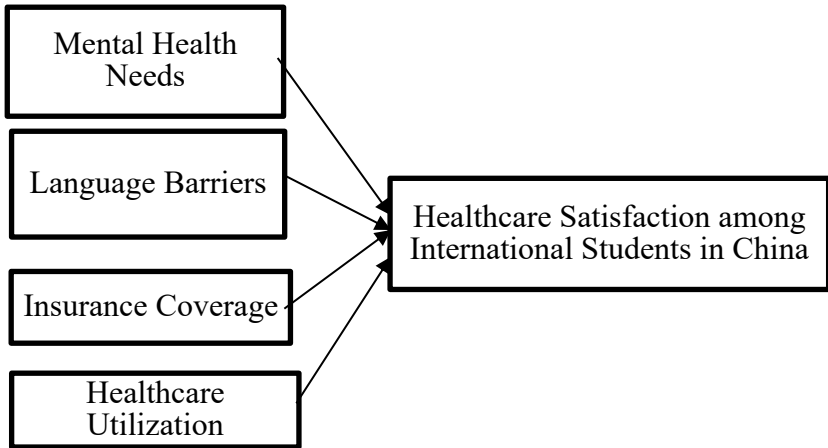 Mental Health
Needs
Language Barriers
Insurance Coverage
Healthcare
Utilization
Healthcare Satisfaction among
International Students in China